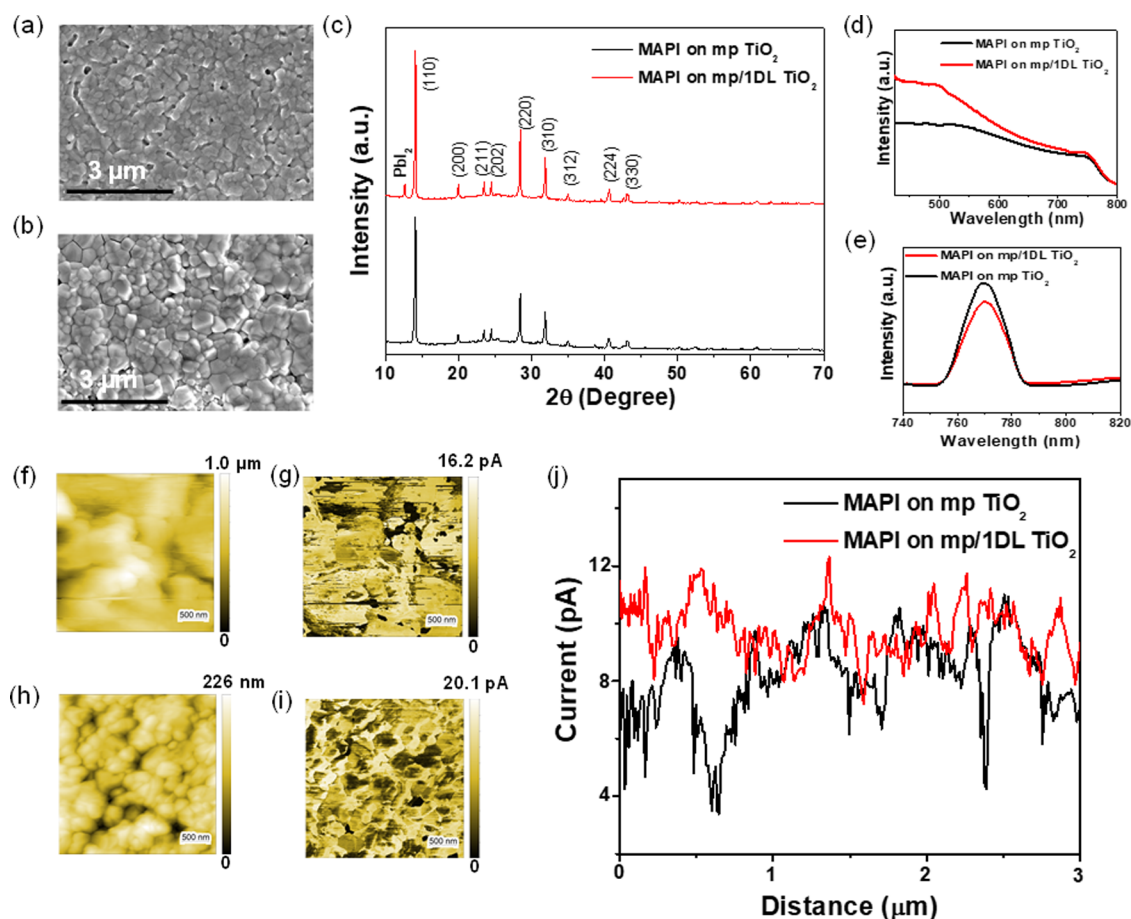 (a)
3 μm
(b)
3 μm
(c)
MAPI on mp TiO2
MAPI on mp/1DL TiO2
PbI2
(110)
(200)
(211)
(202)
(220)
(310)
(312)
(224)
(330)
Intensity (a.u.)
10 20 30 40 50 60 70
2θ (Degree)
(d)
MAPI on mp TiO2
MAPI on mp/1DL TiO2
Intensity (a.u.)
500 600 700 800
Wavelength (nm)
(e)
MAPI on mp/1DL TiO2
MAPI on mp TiO2
Intensity (a.u.)
740 760 780 800 820
Wavelength (nm)
(f)
1.0 μm
500 nm
0
(g)
16.2 pA
500 nm
0
(h)
226 nm
500 nm
0
(i)
20.1 pA
500 nm
0
(j)
MAPI on mp TiO2
MAPI on mp/1DL TiO2
Current (pA)
12
8
4
0 1 2 3
Distance (μm)